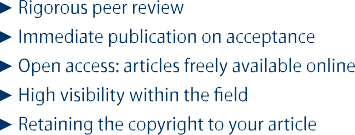 ► Rigorous peer review
► Immediate publication on acceptance
► Open access: articles freely available online
► High visibility within the field
► Retaining the copyright to your article